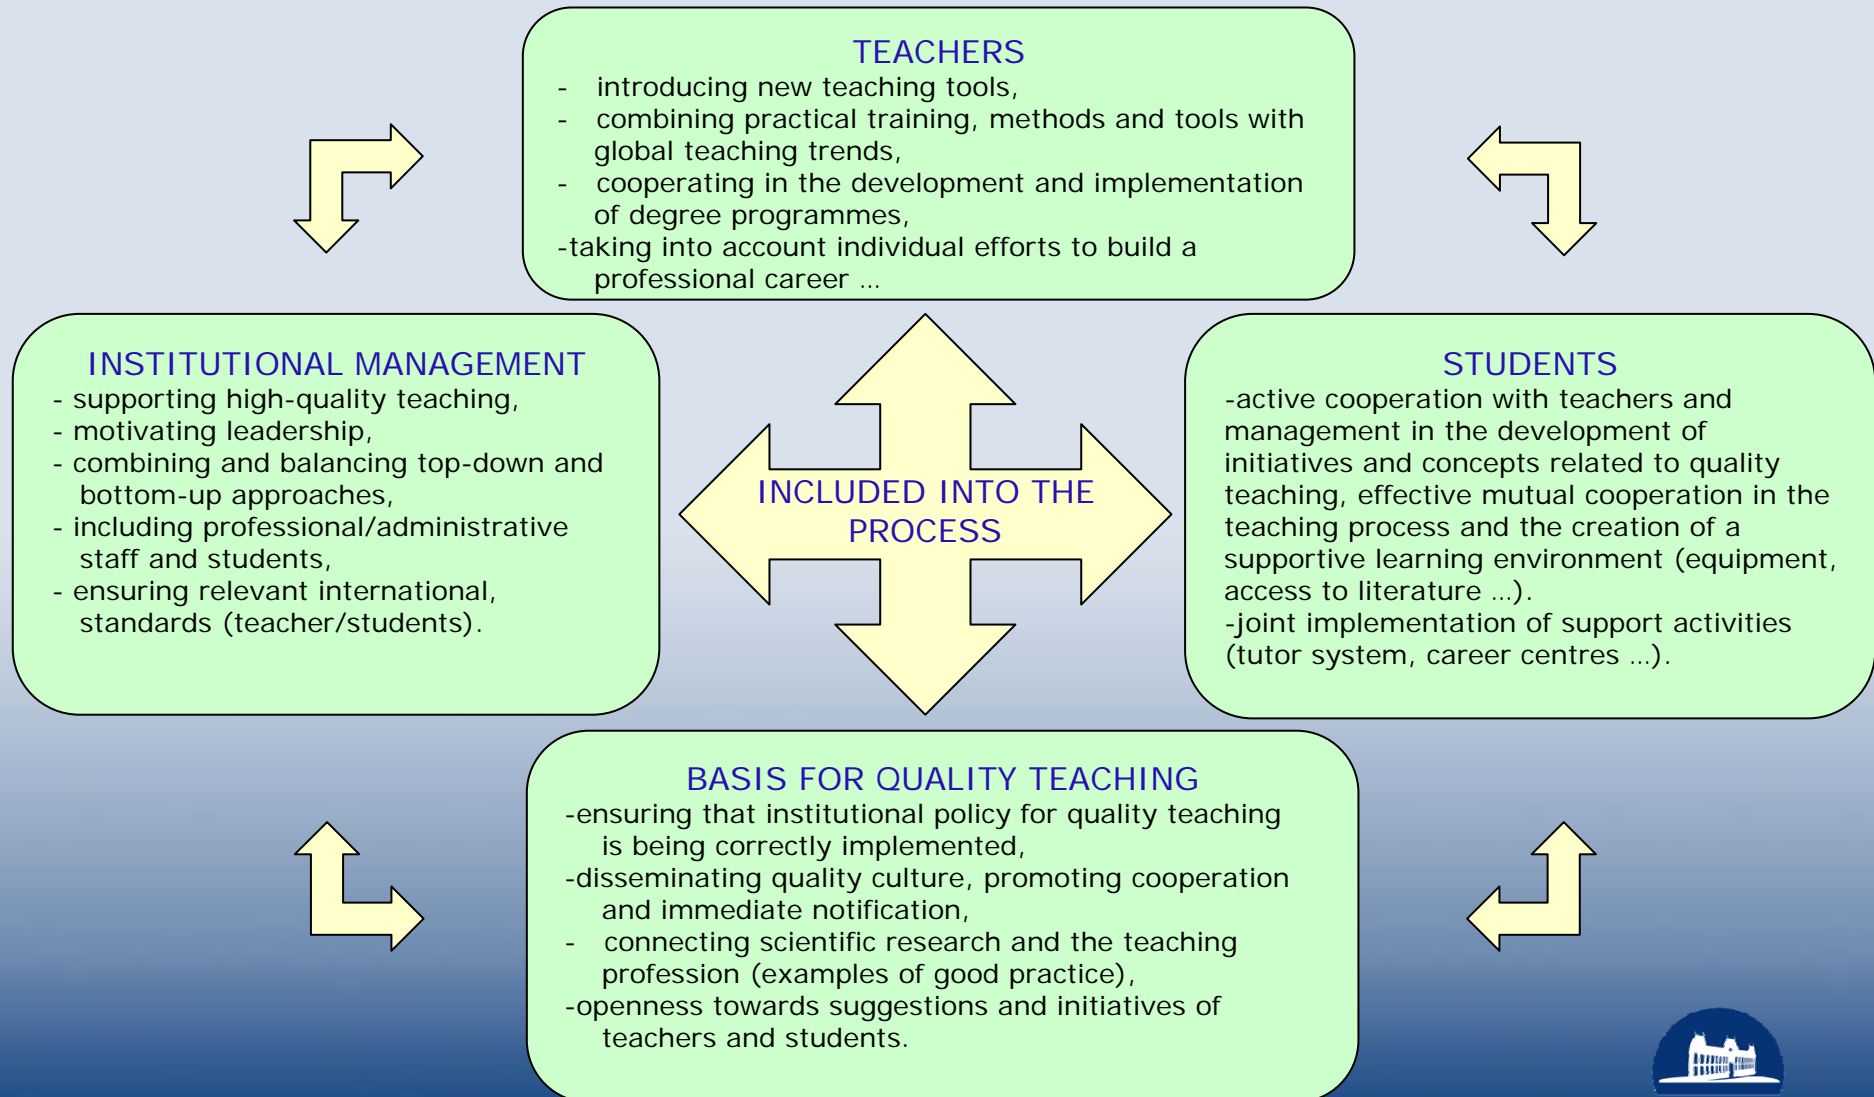 TEACHERS
- introducing new teaching tools,
- combining practical training, methods and tools with
global teaching trends,
- cooperating in the development and implementation
of degree programmes,
-taking into account individual efforts to build a
professional career ...
INSTITUTIONAL MANAGEMENT
- supporting high-quality teaching,
- motivating leadership,
- combining and balancing top-down and
bottom-up approaches,
- including professional/administrative
staff and students,
- ensuring relevant international,
standards (teacher/students).
INCLUDED INTO THE
PROCESS
STUDENTS
-active cooperation with teachers and
management in the development of
initiatives and concepts related to quality
teaching, effective mutual cooperation in the
teaching process and the creation of a
supportive learning environment (equipment,
access to literature ...).
-joint implementation of support activities
(tutor system, career centres ...).
BASIS FOR QUALITY TEACHING
-ensuring that institutional policy for quality teaching
is being correctly implemented,
-disseminating quality culture, promoting cooperation
and immediate notification,
- connecting scientific research and the teaching
profession (examples of good practice),
-openness towards suggestions and initiatives of
teachers and students.